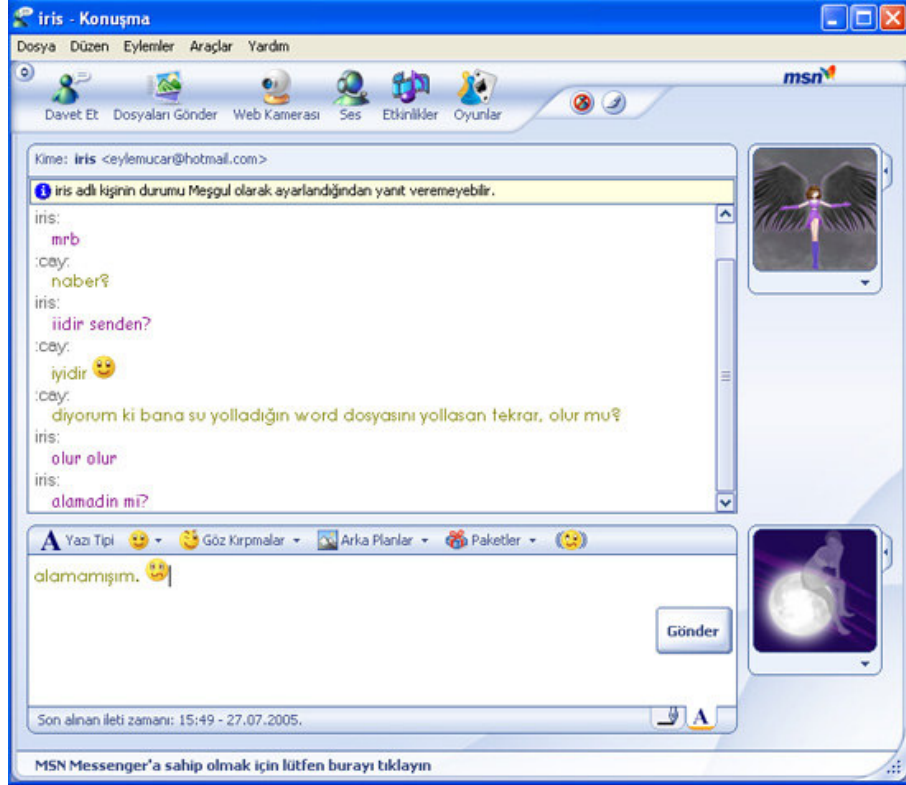 iris - Konuşma
Dosya Düzen Eylemler Araçlar Yardım
msn
Davet Et Dosyaları Gönder Web Kamerası Ses Etkinlikler Oyunlar
Kime: iris <eylemucar@hotmail.com>
iris adlı kişinin durumu Meşgul olarak ayarlandığından yanıt veremeyebilir.
iris:
mrb
:cay:
naber?
iris:
iidir senden?
:cay:
iyidir
:cay:
diyorum ki bana su yolladığın word dosyasını yollasan tekrar, olur mu?
iris:
olur olur
iris:
alamadin mi?
A Yazı Tipi Göz Kırpmalar Arka Planlar Paketler
alamamışım.
Gönder
Son alınan ileti zamanı: 15:49 - 27.07.2005.
A
MSN Messenger'a sahip olmak için lütfen burayı tıklayın